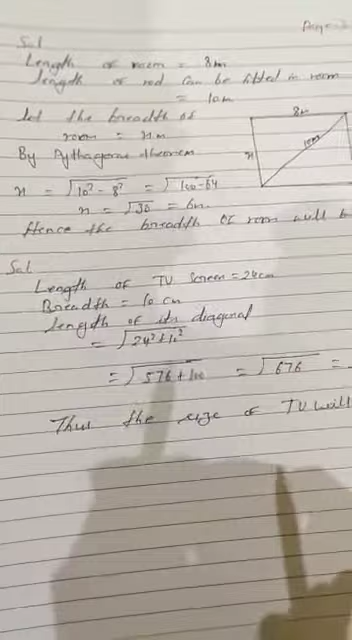 Page-3
Sol
Length of room = 8m
length of rod can be fitted in room
= 10m
let the breadth of
room = x m
8m
10m
x
By Pythagoras theorem
x = √10² - 8² = √100-64
x = √36 = 6m
Hence the breadth of room will b
Sol
Length of TV screen = 24cm
Breadth = 10 cm
Length of its diagonal
= √24²+10²
= √576+100 = √676 =
Thus the size of TV will